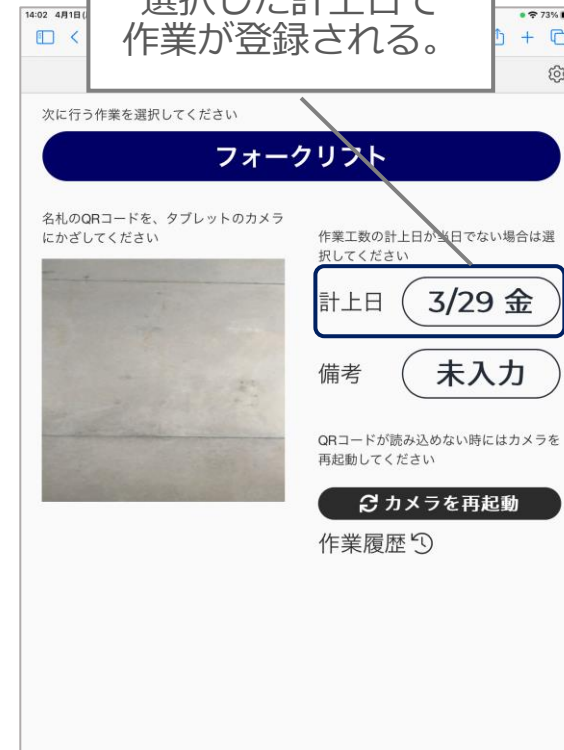 14:02 4月1日(
73%
選択した計上日で
作業が登録される。
次に行う作業を選択してください
フォークリフト
名札のQRコードを、タブレットのカメラ
にかざしてください
作業工数の計上日が当日でない場合は選
択してください
計上日 3/29 金
備考 未入力
QRコードが読み込めない時にはカメラを
再起動してください
カメラを再起動
作業履歴